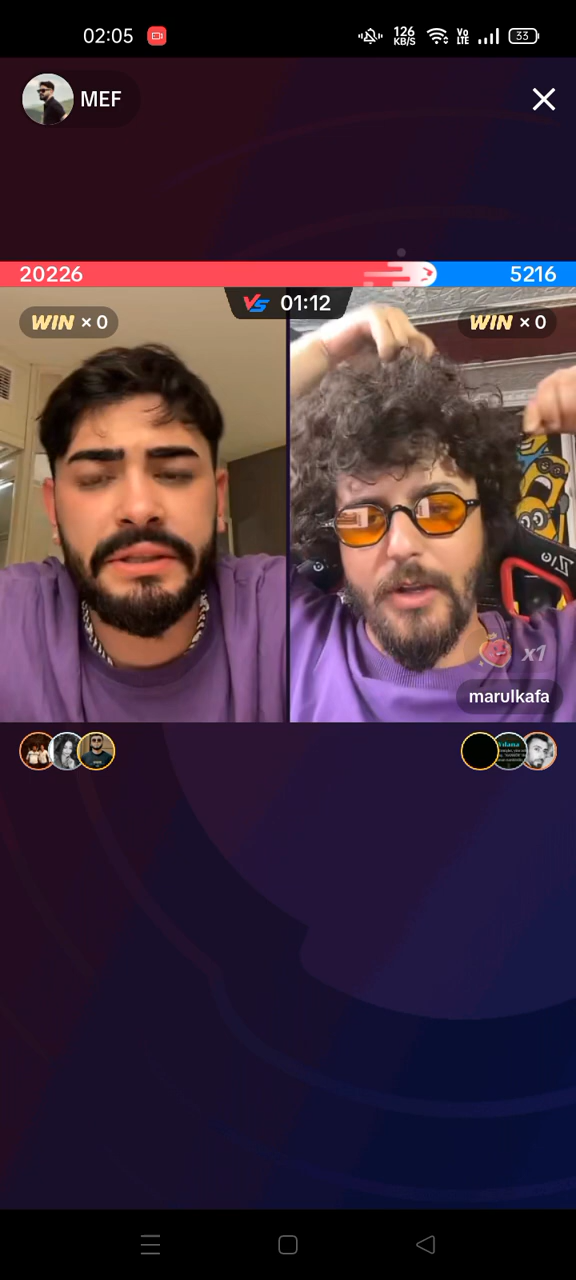 02:05
126
KB/S
Vo
LTE
33
MEF
20226
5216
VS 01:12
WIN × 0
WIN × 0
x1
marulkafa